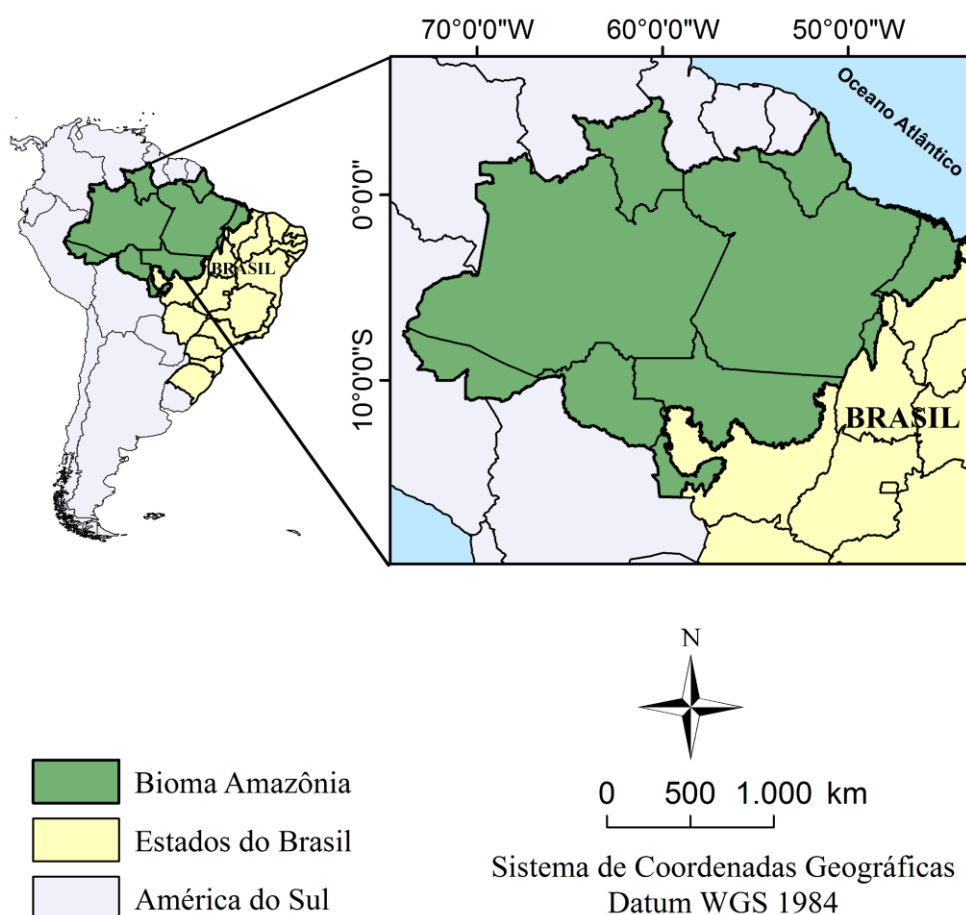 70°0'0"W 60°0'0"W 50°0'0"W
Oceano Atlântico
0°0'0"
10°0'0"S
BRASIL
BRASIL
N
0 500 1.000 km
Bioma Amazônia
Estados do Brasil
América do Sul
Sistema de Coordenadas Geográficas
Datum WGS 1984